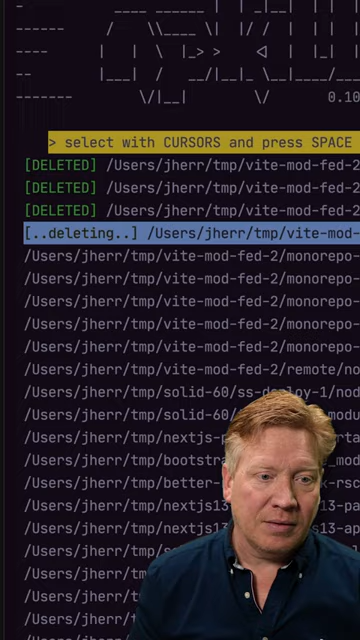 0.10
> select with CURSORS and press SPACE
[DELETED] /Users/jherr/tmp/vite-mod-fed-2
[DELETED] /Users/jherr/tmp/vite-mod-fed-2
[DELETED] /Users/jherr/tmp/vite-mod-fed-2
[..deleting..] /Users/jherr/tmp/vite-mod-
/Users/jherr/tmp/vite-mod-fed-2/monorepo-
/Users/jherr/tmp/vite-mod-fed-2/monorepo-
/Users/jherr/tmp/vite-mod-fed-2/monorepo-
/Users/jherr/tmp/vite-mod-fed-2/monorepo-
/Users/jherr/tmp/vite-mod-fed-2/monorepo-
/Users/jherr/tmp/vite-mod-fed-2/remote/no
/Users/jherr/tmp/solid-60/ss-deploy-1/nod
/Users/jherr/tmp/solid-60/
/Users/jherr/tmp/nextjs-p
/Users/jherr/tmp/bootstra
/Users/jherr/tmp/better-
/Users/jherr/tmp/nextjs13
/Users/jherr/tmp/nextjs13
/Users/jherr/tmp/s
/Users/jherr/tm
/Users/jherr/t
/Users/jherr/t